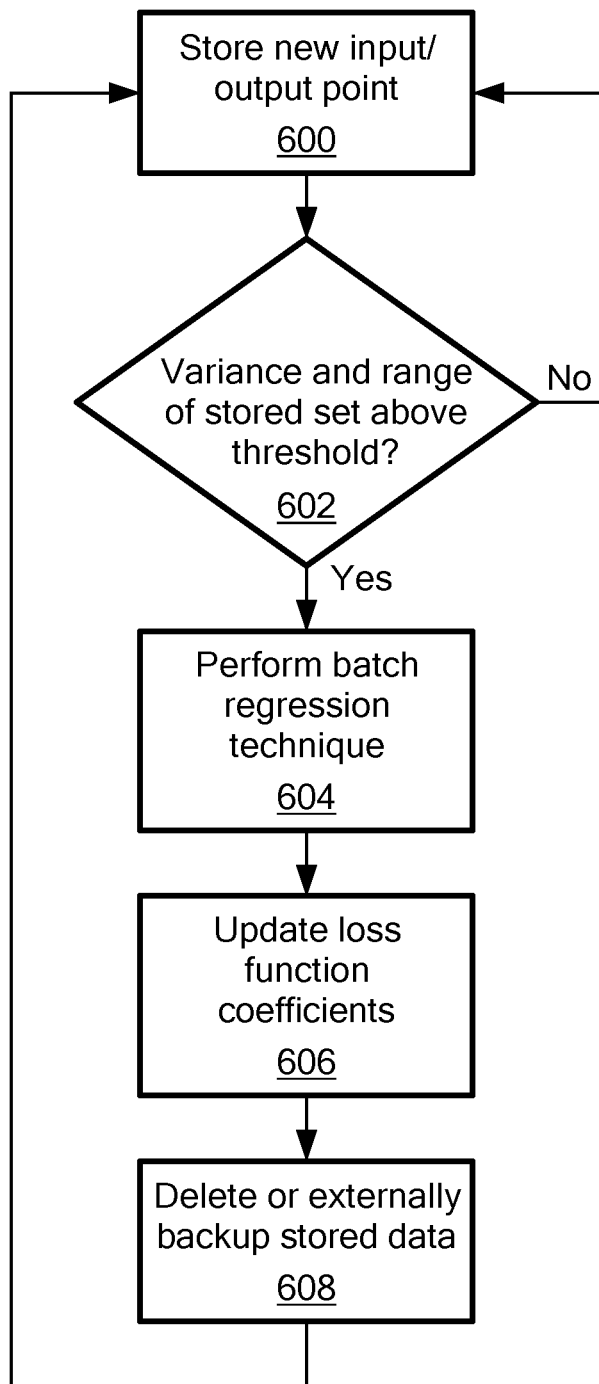 Store new input/
output point
600
Variance and range
of stored set above
threshold?
602
No
Yes
Perform batch
regression
technique
604
Update loss
function
coefficients
606
Delete or externally
backup stored data
608